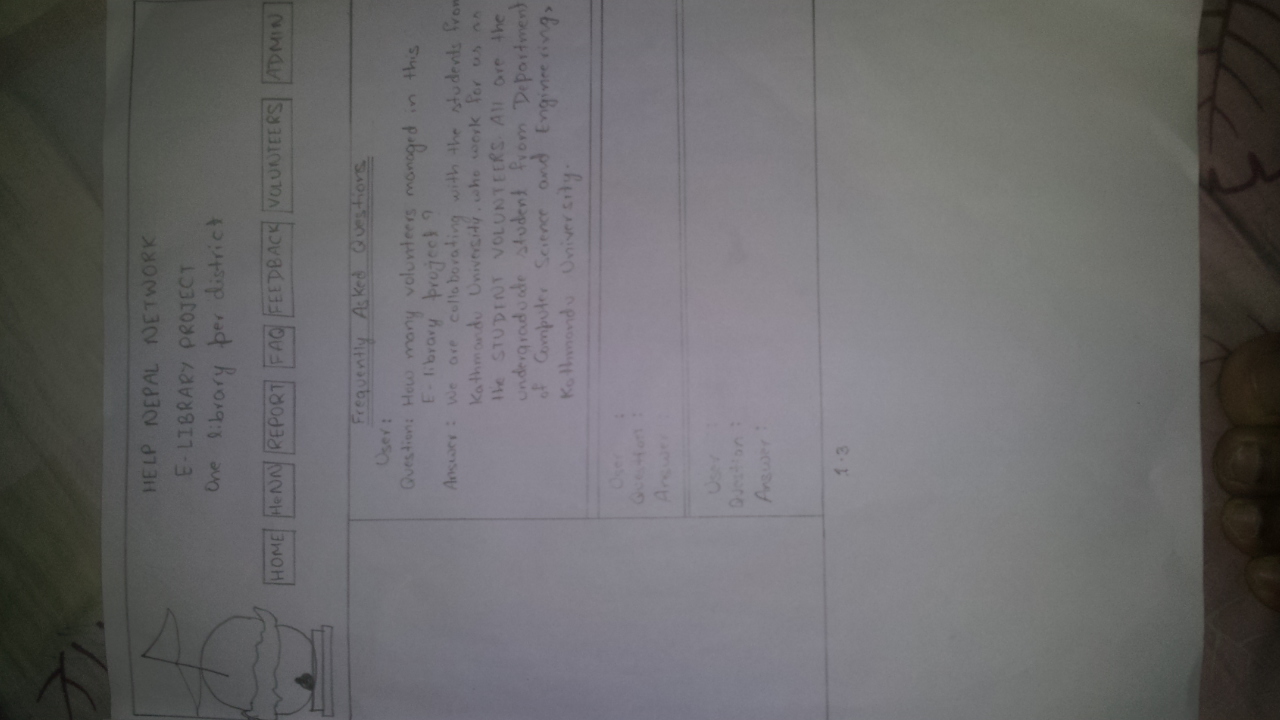 HELP NEPAL NETWORK
E-LIBRARY PROJECT
One library per district
HOME HeNN REPORT FAQ FEEDBACK VOLUNTEERS ADMIN
Frequently Asked Questions
User:
Question: How many volunteers managed in this
E-library project?
Answer: We are collaborating with the students from
Kathmandu University, who work for us as
the STUDENT VOLUNTEERS. All are the
undergraduate student from Department
of Computer Science and Engineering,
Kathmandu University.
User :
Question :
Answer :
User :
Question :
Answer :
1.3